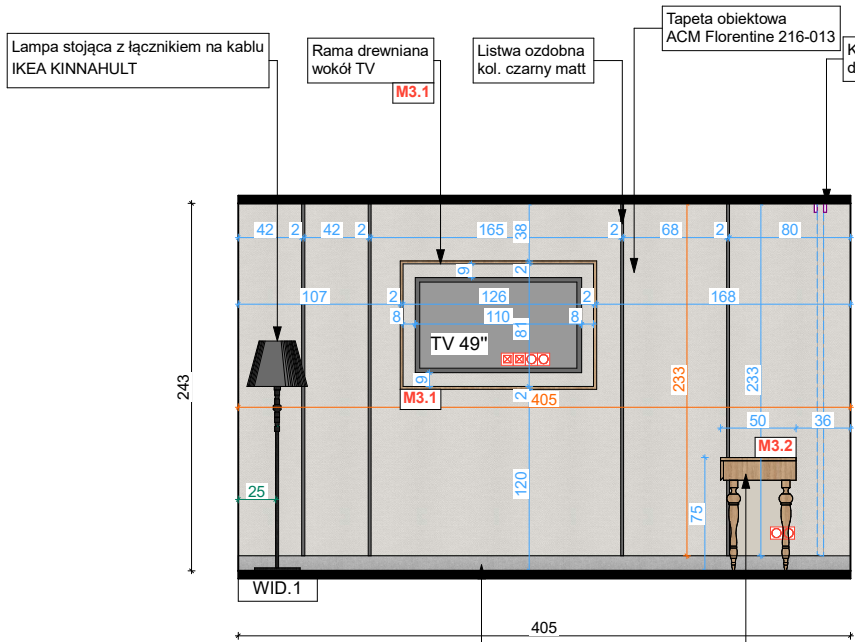 Tapeta obiektowa
ACM Florentine 216-013
Lampa stojąca z łącznikiem na kablu
IKEA KINNAHULT
Rama drewniana
wokół TV
M3.1
Listwa ozdobna
kol. czarny matt
K
d
42 2 42 2 165 38 2 68 2 80
9 2
107 2 126 2 168
8 110 8
81
TV 49"
243
9 2
M3.1
405
233
233
50 36
M3.2
25
120
75
WID.1
405